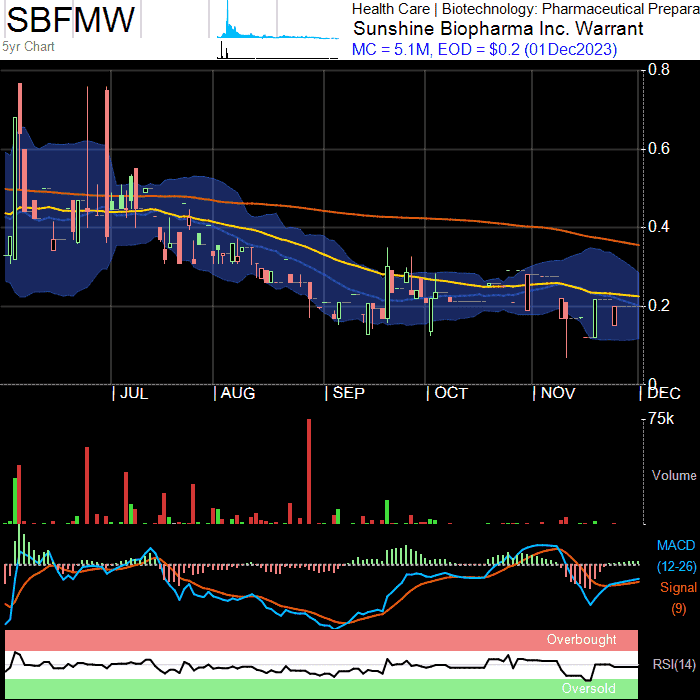 SBFMW
5yr Chart
Health Care | Biotechnology: Pharmaceutical Prepara
Sunshine Biopharma Inc. Warrant
MC = 5.1M, EOD = $0.2 (01Dec2023)
0.8
0.6
0.4
0.2
0
JUL AUG SEP OCT NOV DEC
75k
Volume
MACD
(12-26)
Signal
(9)
Overbought
RSI(14)
Oversold